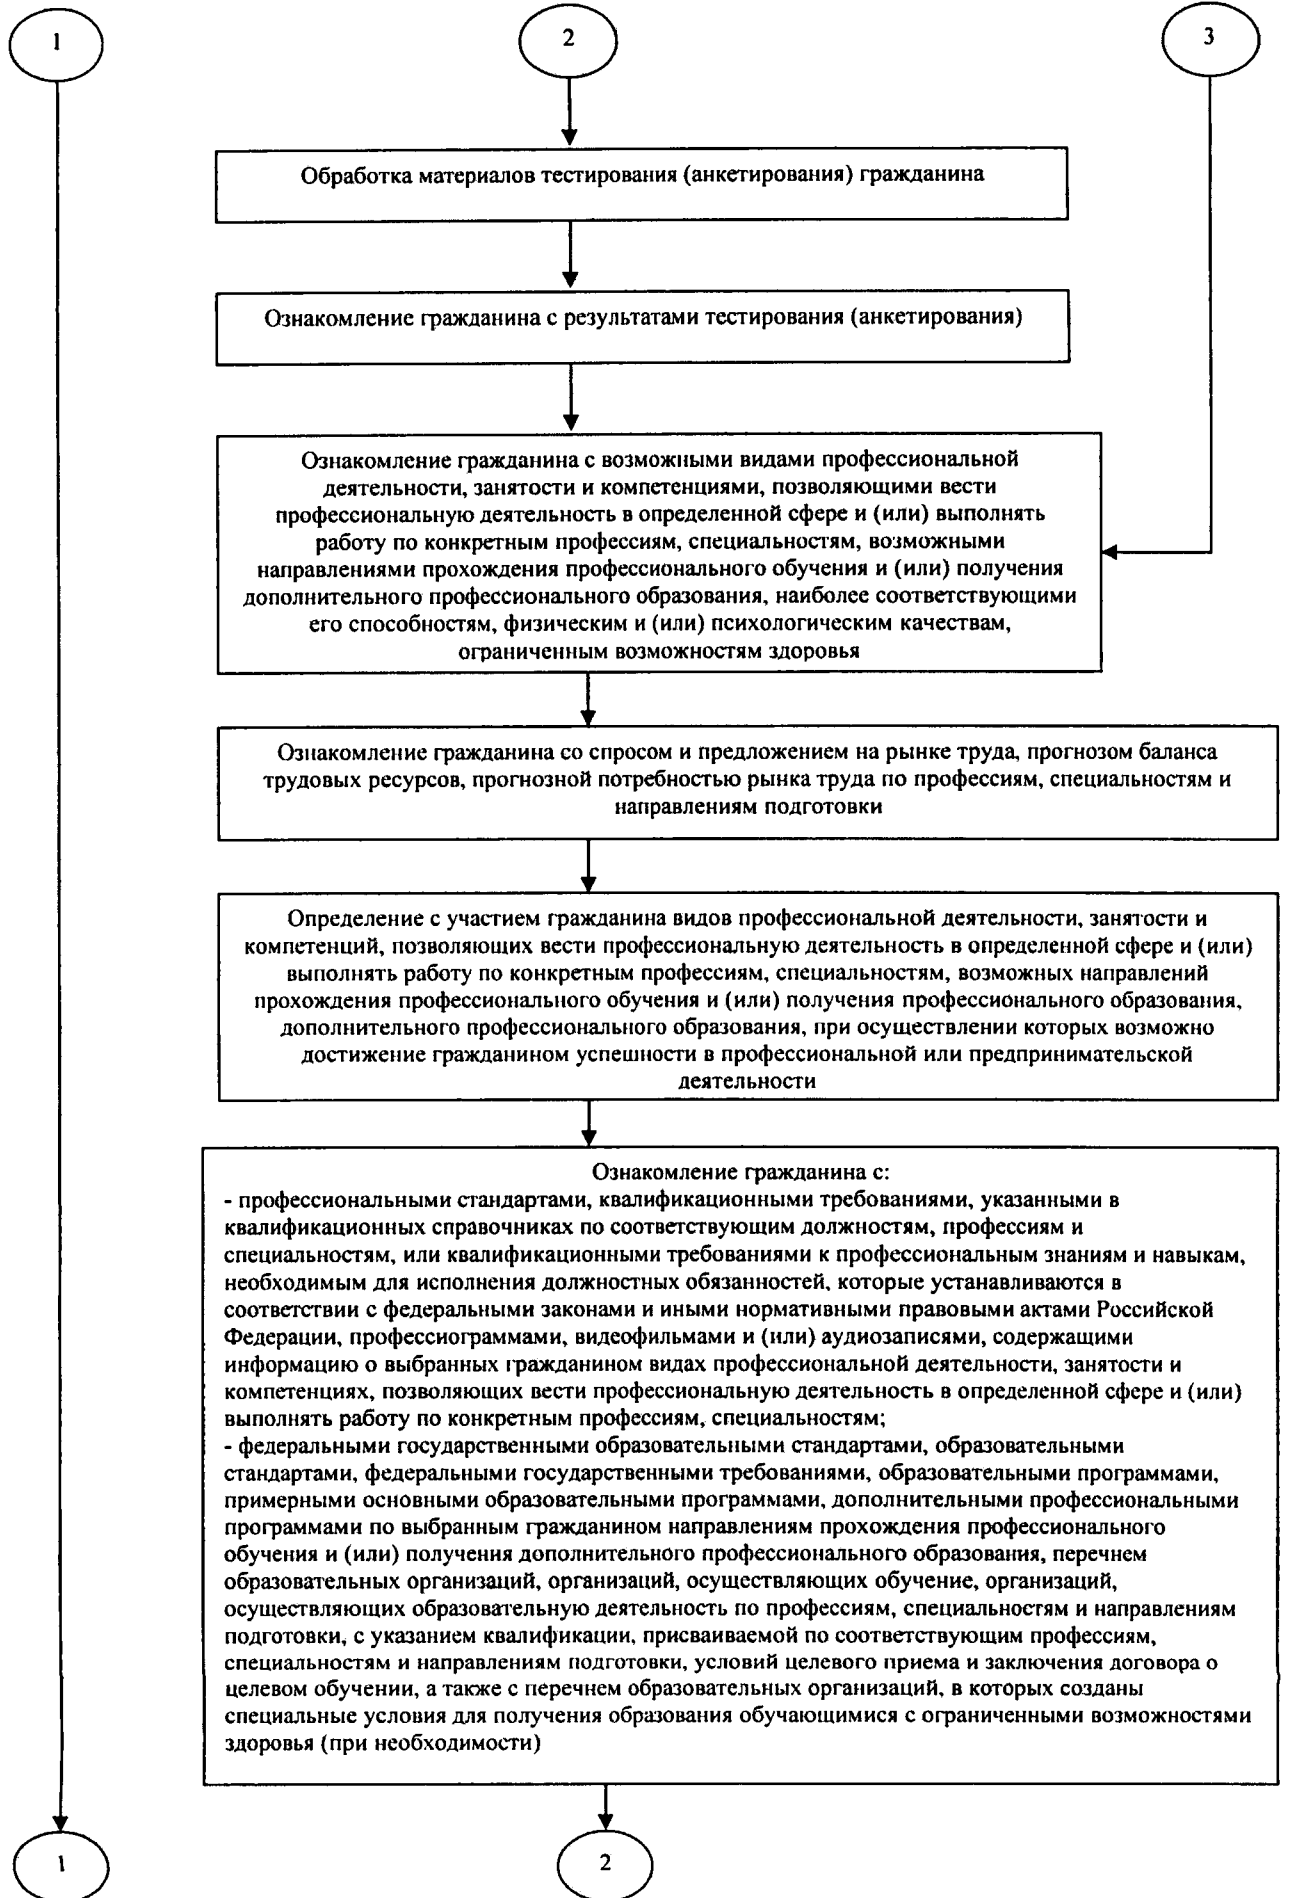 1
2
3
Обработка материалов тестирования (анкетирования) гражданина
Ознакомление гражданина с результатами тестирования (анкетирования)
Ознакомление гражданина с возможными видами профессиональной
деятельности, занятости и компетенциями, позволяющими вести
профессиональную деятельность в определенной сфере и (или) выполнять
работу по конкретным профессиям, специальностям, возможными
направлениями прохождения профессионального обучения и (или) получения
дополнительного профессионального образования, наиболее соответствующими
его способностям, физическим и (или) психологическим качествам,
ограниченным возможностям здоровья
Ознакомление гражданина со спросом и предложением на рынке труда, прогнозом баланса
трудовых ресурсов, прогнозной потребностью рынка труда по профессиям, специальностям и
направлениям подготовки
Определение с участием гражданина видов профессиональной деятельности, занятости и
компетенций, позволяющих вести профессиональную деятельность в определенной сфере и (или)
выполнять работу по конкретным профессиям, специальностям, возможных направлений
прохождения профессионального обучения и (или) получения профессионального образования,
дополнительного профессионального образования, при осуществлении которых возможно
достижение гражданином успешности в профессиональной или предпринимательской
деятельности
Ознакомление гражданина с:
- профессиональными стандартами, квалификационными требованиями, указанными в
квалификационных справочниках по соответствующим должностям, профессиям и
специальностям, или квалификационными требованиями к профессиональным знаниям и навыкам,
необходимым для исполнения должностных обязанностей, которые устанавливаются в
соответствии с федеральными законами и иными нормативными правовыми актами Российской
Федерации, профессиограммами, видеофильмами и (или) аудиозаписями, содержащими
информацию о выбранных гражданином видах профессиональной деятельности, занятости и
компетенциях, позволяющих вести профессиональную деятельность в определенной сфере и (или)
выполнять работу по конкретным профессиям, специальностям;
- федеральными государственными образовательными стандартами, образовательными
стандартами, федеральными государственными требованиями, образовательными программами,
примерными основными образовательными программами, дополнительными профессиональными
программами по выбранным гражданином направлениям прохождения профессионального
обучения и (или) получения дополнительного профессионального образования, перечнем
образовательных организаций, организаций, осуществляющих обучение, организаций,
осуществляющих образовательную деятельность по профессиям, специальностям и направлениям
подготовки, с указанием квалификации, присваиваемой по соответствующим профессиям,
специальностям и направлениям подготовки, условий целевого приема и заключения договора о
целевом обучении, а также с перечнем образовательных организаций, в которых созданы
специальные условия для получения образования обучающимися с ограниченными возможностями
здоровья (при необходимости)
1
2